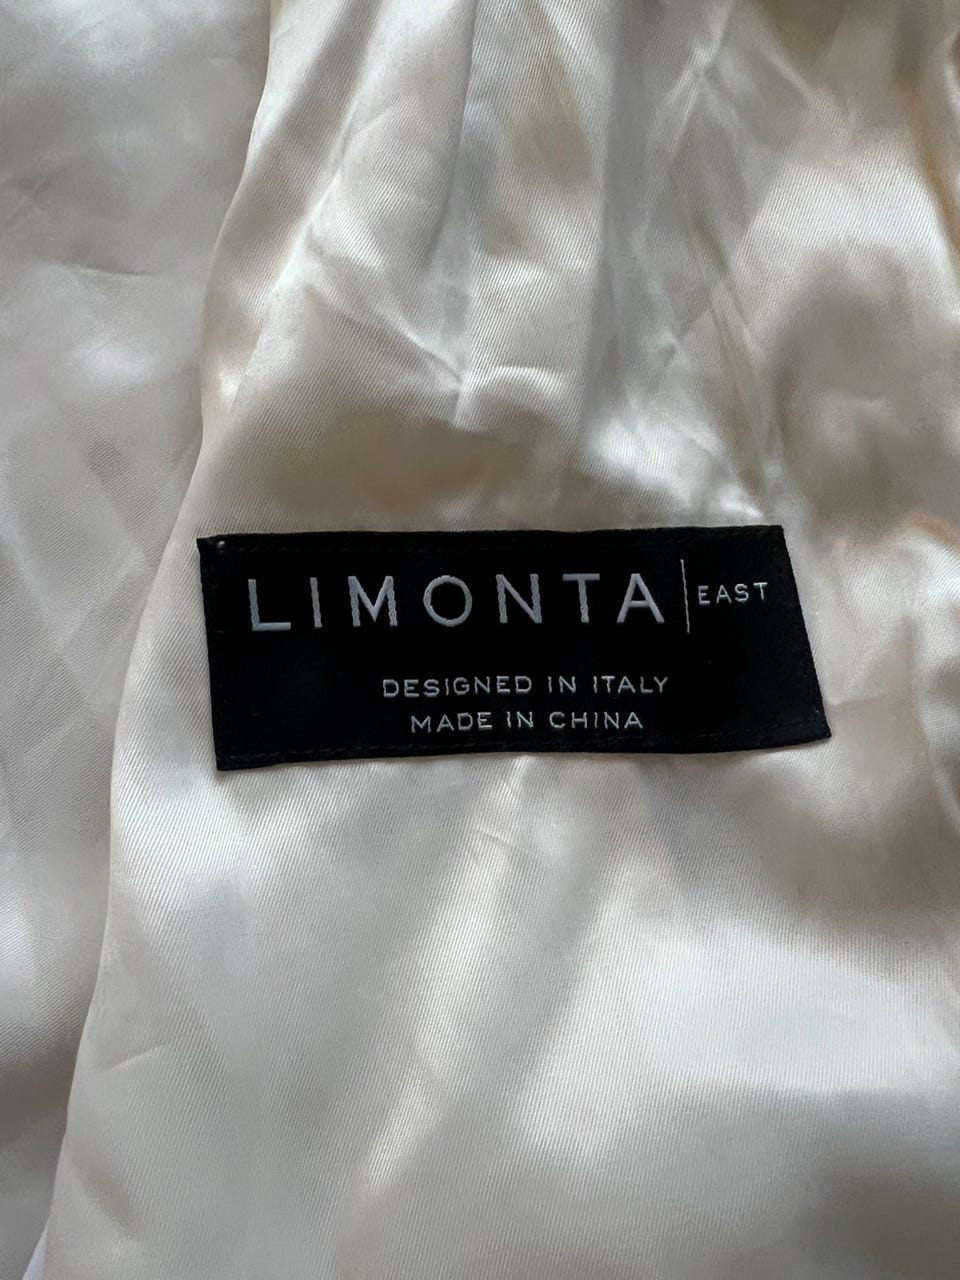 LIMONTA | EAST
DESIGNED IN ITALY
MADE IN CHINA